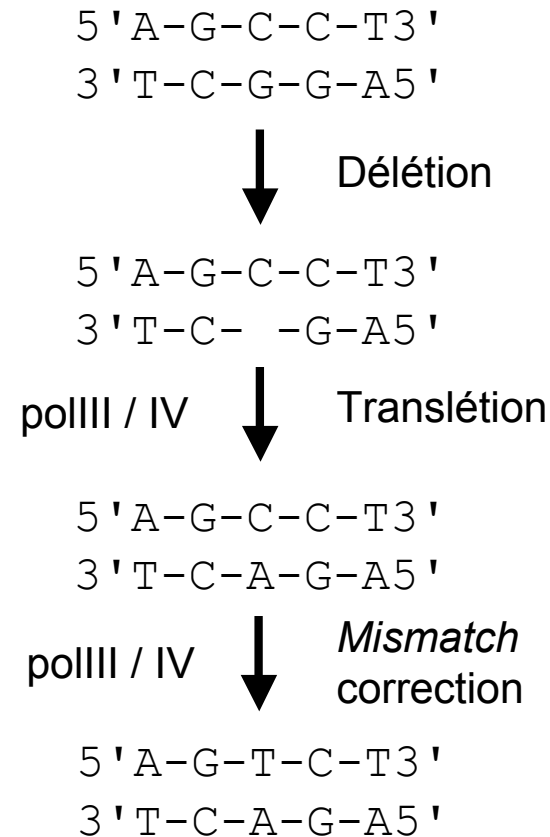 5'A-G-C-C-T3'
3'T-C-G-G-A5'
Délétion
5'A-G-C-C-T3'
3'T-C- -G-A5'
polIII / IV
Translétion
5'A-G-C-C-T3'
3'T-C-A-G-A5'
polIII / IV
Mismatch
correction
5'A-G-T-C-T3'
3'T-C-A-G-A5'